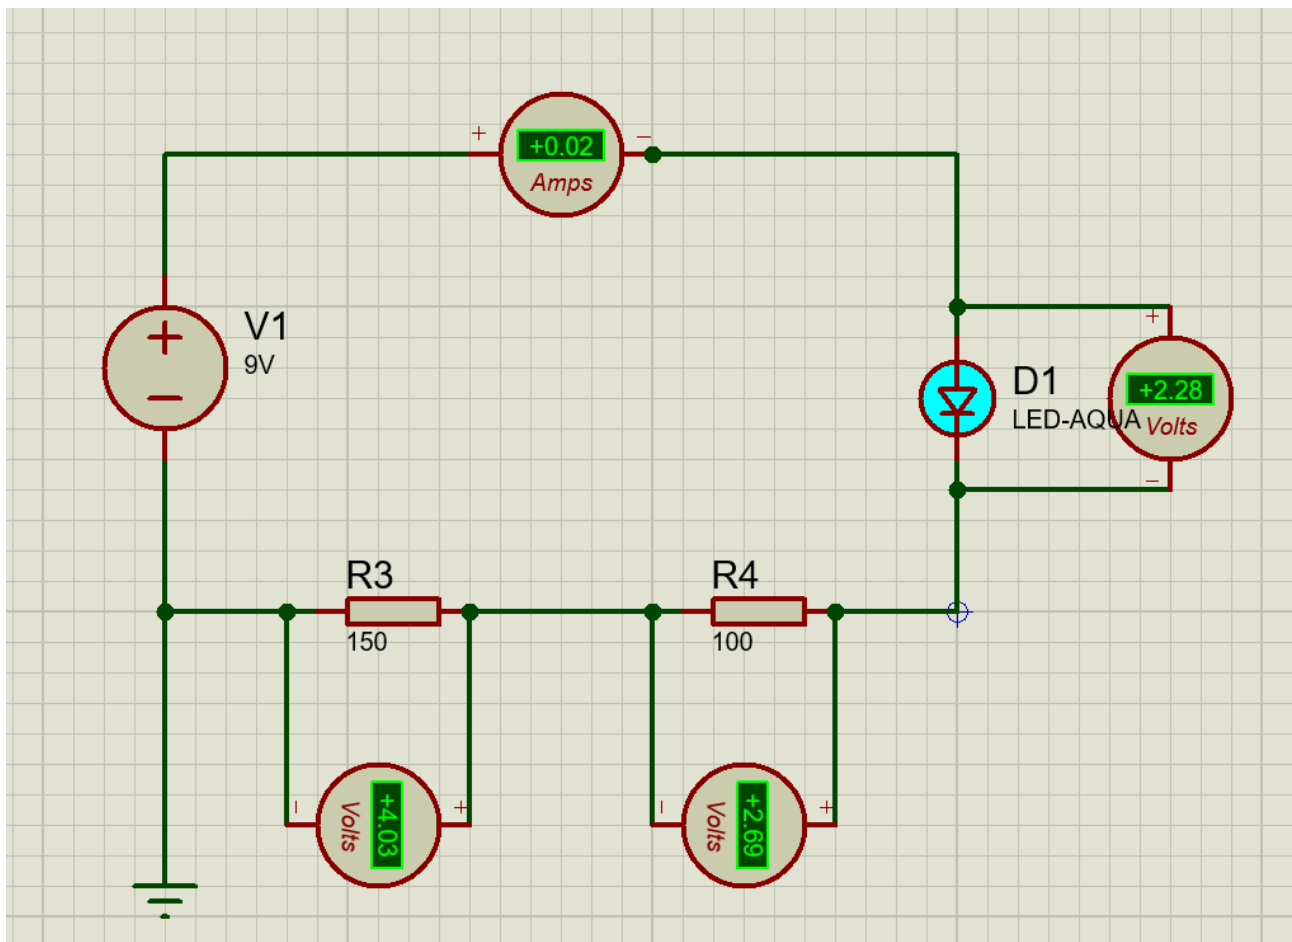 + +0.02 −
Amps
V1
9V
+
−
D1
LED-AQUA
+
+2.28
Volts
−
R3
150
R4
100
− +4.03 +
Volts
− +2.69 +
Volts